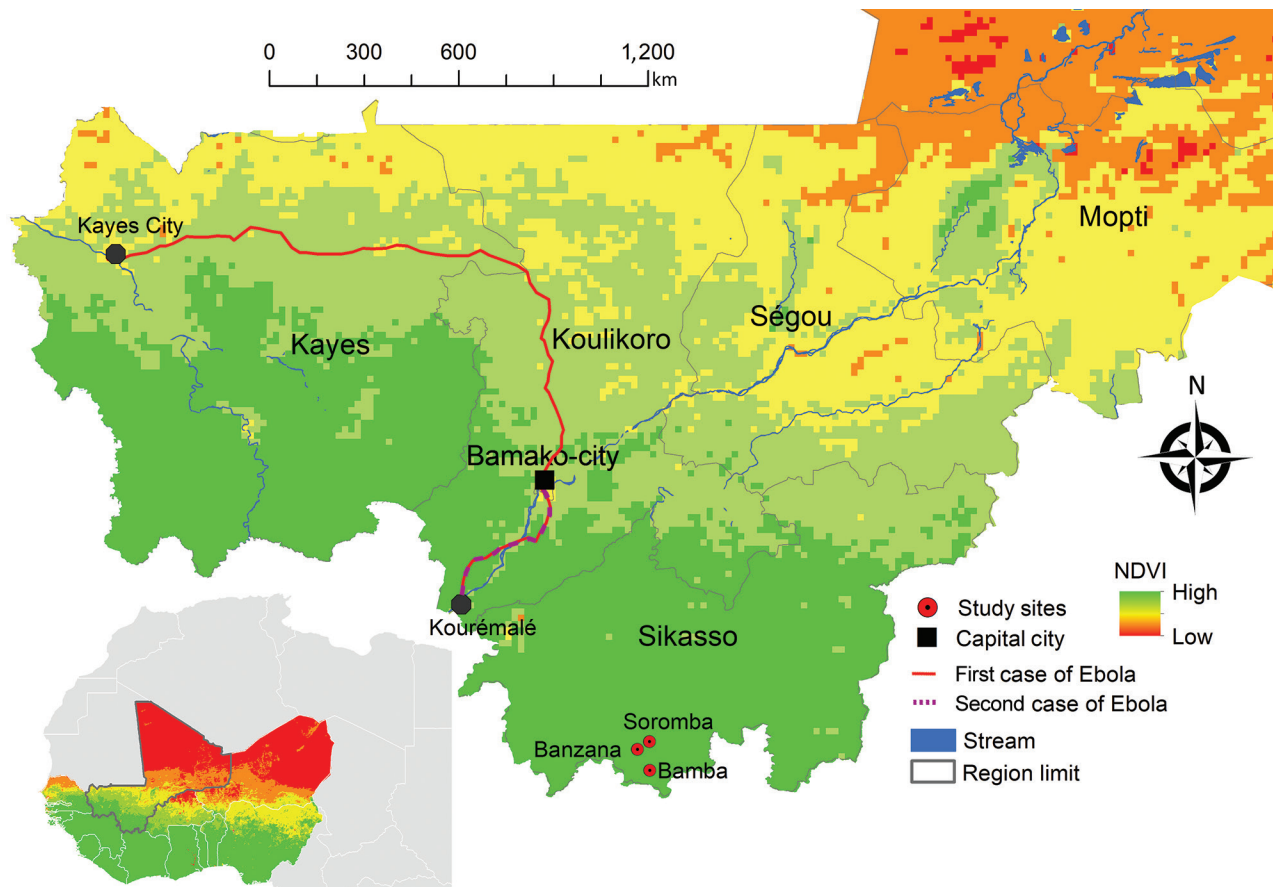 0 300 600 1,200
km
Kayes City
Mopti
Ségou
Koulikoro
Kayes
N
Bamako-city
NDVI
High
Low
Kourémalé
Sikasso
Study sites
Capital city
First case of Ebola
Second case of Ebola
Soromba
Banzana
Bamba
Stream
Region limit